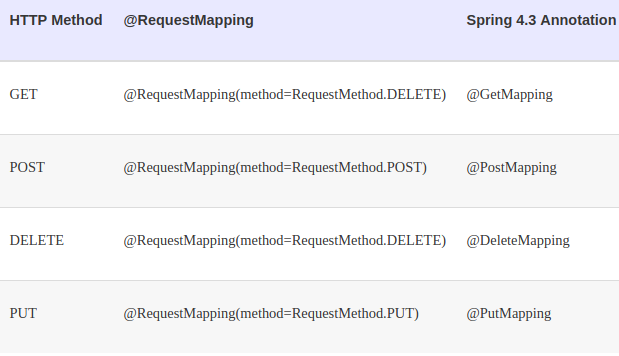 HTTP Method @RequestMapping Spring 4.3 Annotation
GET @RequestMapping(method=RequestMethod.DELETE) @GetMapping
POST @RequestMapping(method=RequestMethod.POST) @PostMapping
DELETE @RequestMapping(method=RequestMethod.DELETE) @DeleteMapping
PUT @RequestMapping(method=RequestMethod.PUT) @PutMapping